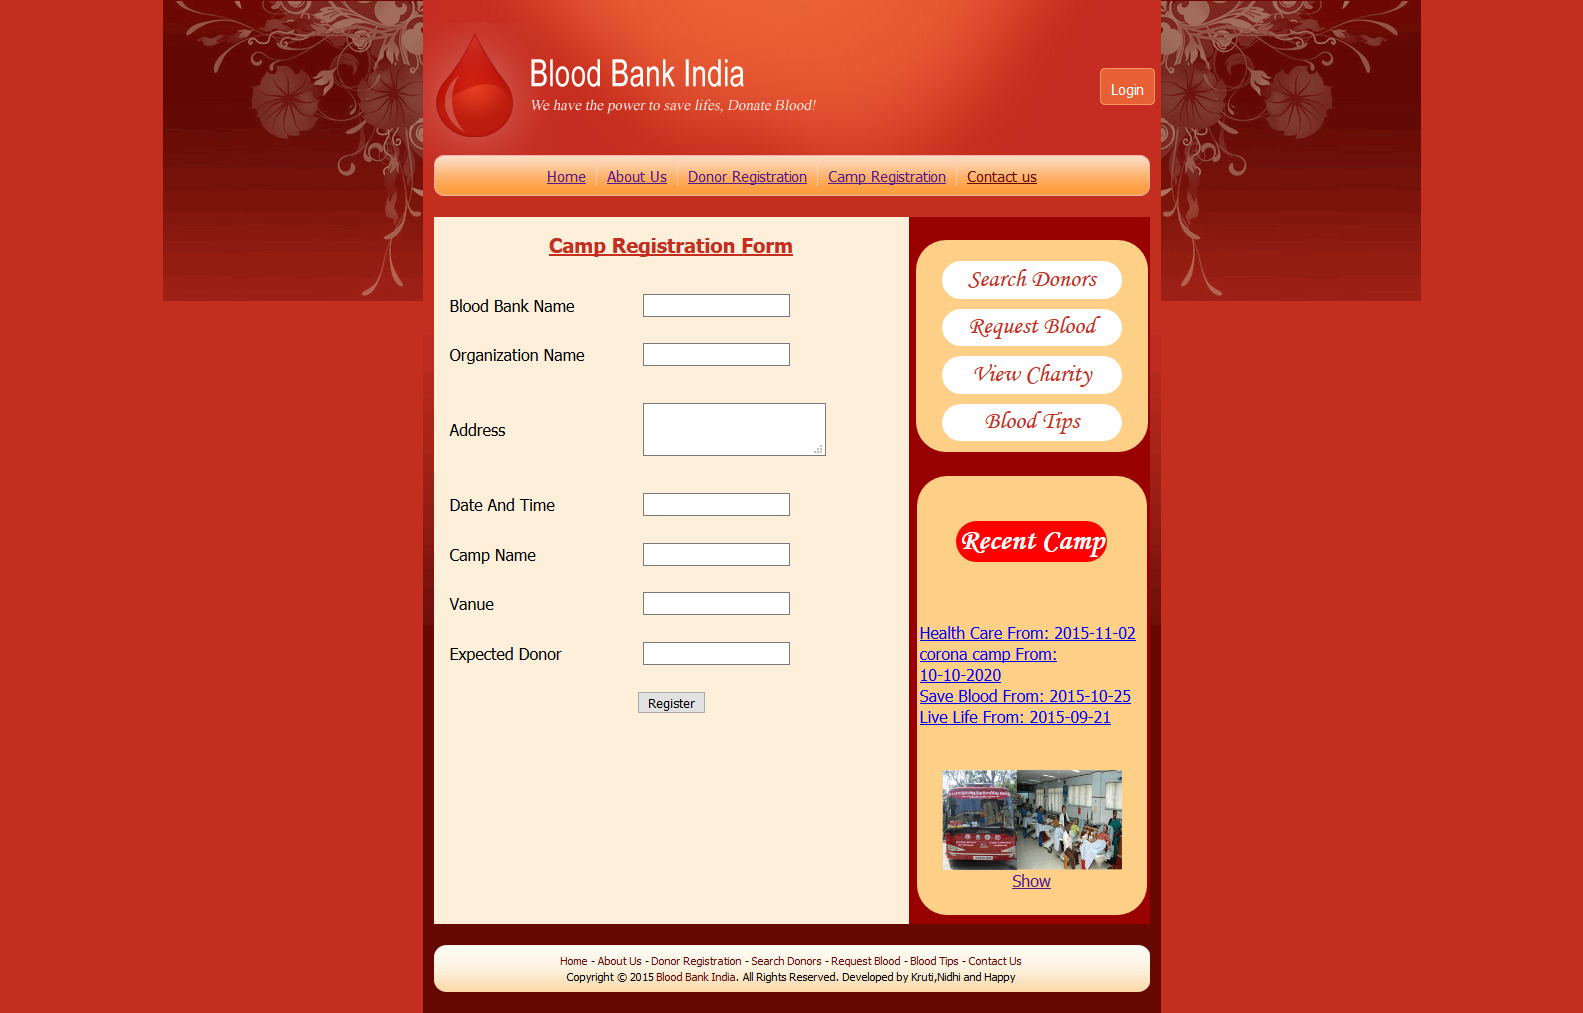 Blood Bank India
We have the power to save lifes, Donate Blood!
Login
Home About Us Donor Registration Camp Registration Contact us
Camp Registration Form
Blood Bank Name
Organization Name
Address
Date And Time
Camp Name
Vanue
Expected Donor
Register
Search Donors
Request Blood
View Charity
Blood Tips
Recent Camp
Health Care From: 2015-11-02
corona camp From:
10-10-2020
Save Blood From: 2015-10-25
Live Life From: 2015-09-21
Show
Home - About Us - Donor Registration - Search Donors - Request Blood - Blood Tips - Contact Us
Copyright © 2015 Blood Bank India. All Rights Reserved. Developed by Kruti,Nidhi and Happy